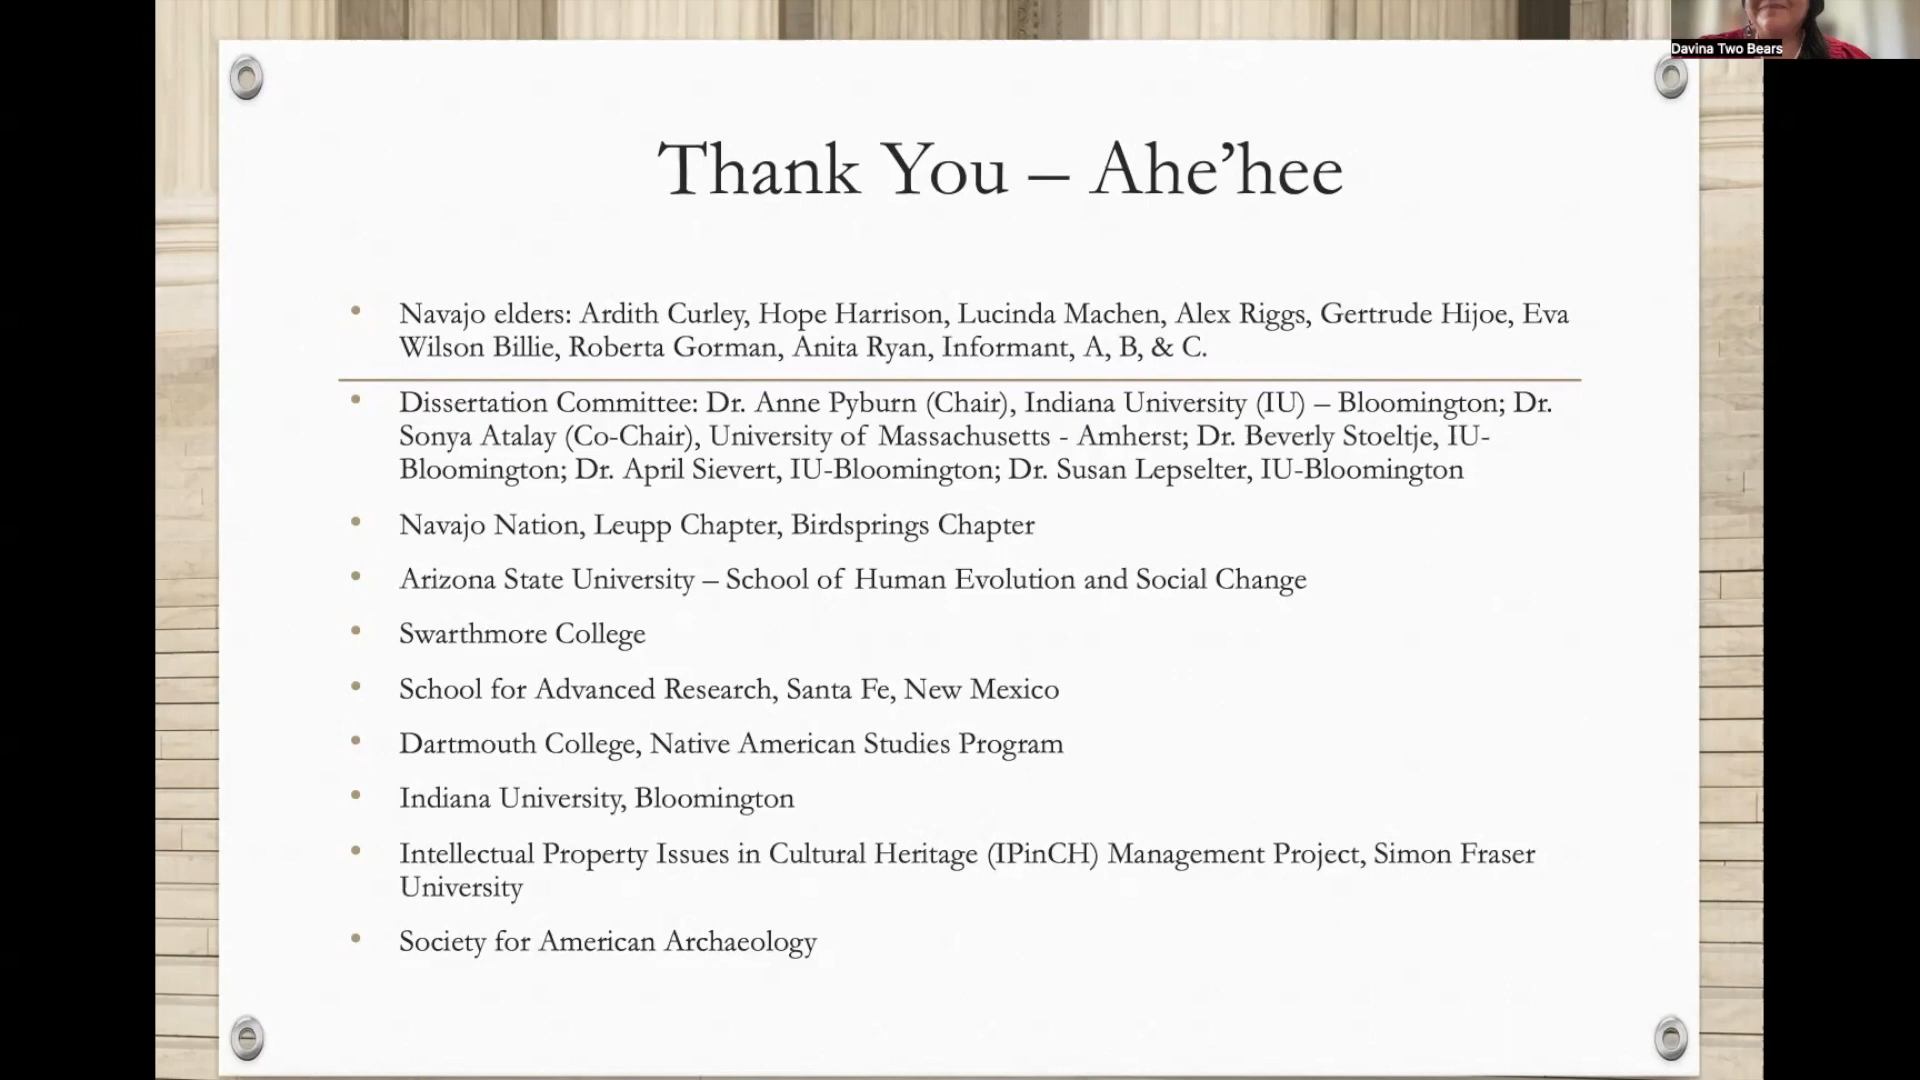 Davina Two Bears
Thank You – Ahe’hee
• Navajo elders: Ardith Curley, Hope Harrison, Lucinda Machen, Alex Riggs, Gertrude Hijoe, Eva
Wilson Billie, Roberta Gorman, Anita Ryan, Informant, A, B, & C.
• Dissertation Committee: Dr. Anne Pyburn (Chair), Indiana University (IU) – Bloomington; Dr.
Sonya Atalay (Co-Chair), University of Massachusetts - Amherst; Dr. Beverly Stoeltje, IU-
Bloomington; Dr. April Sievert, IU-Bloomington; Dr. Susan Lepselter, IU-Bloomington
• Navajo Nation, Leupp Chapter, Birdsprings Chapter
• Arizona State University – School of Human Evolution and Social Change
• Swarthmore College
• School for Advanced Research, Santa Fe, New Mexico
• Dartmouth College, Native American Studies Program
• Indiana University, Bloomington
• Intellectual Property Issues in Cultural Heritage (IPinCH) Management Project, Simon Fraser
University
• Society for American Archaeology